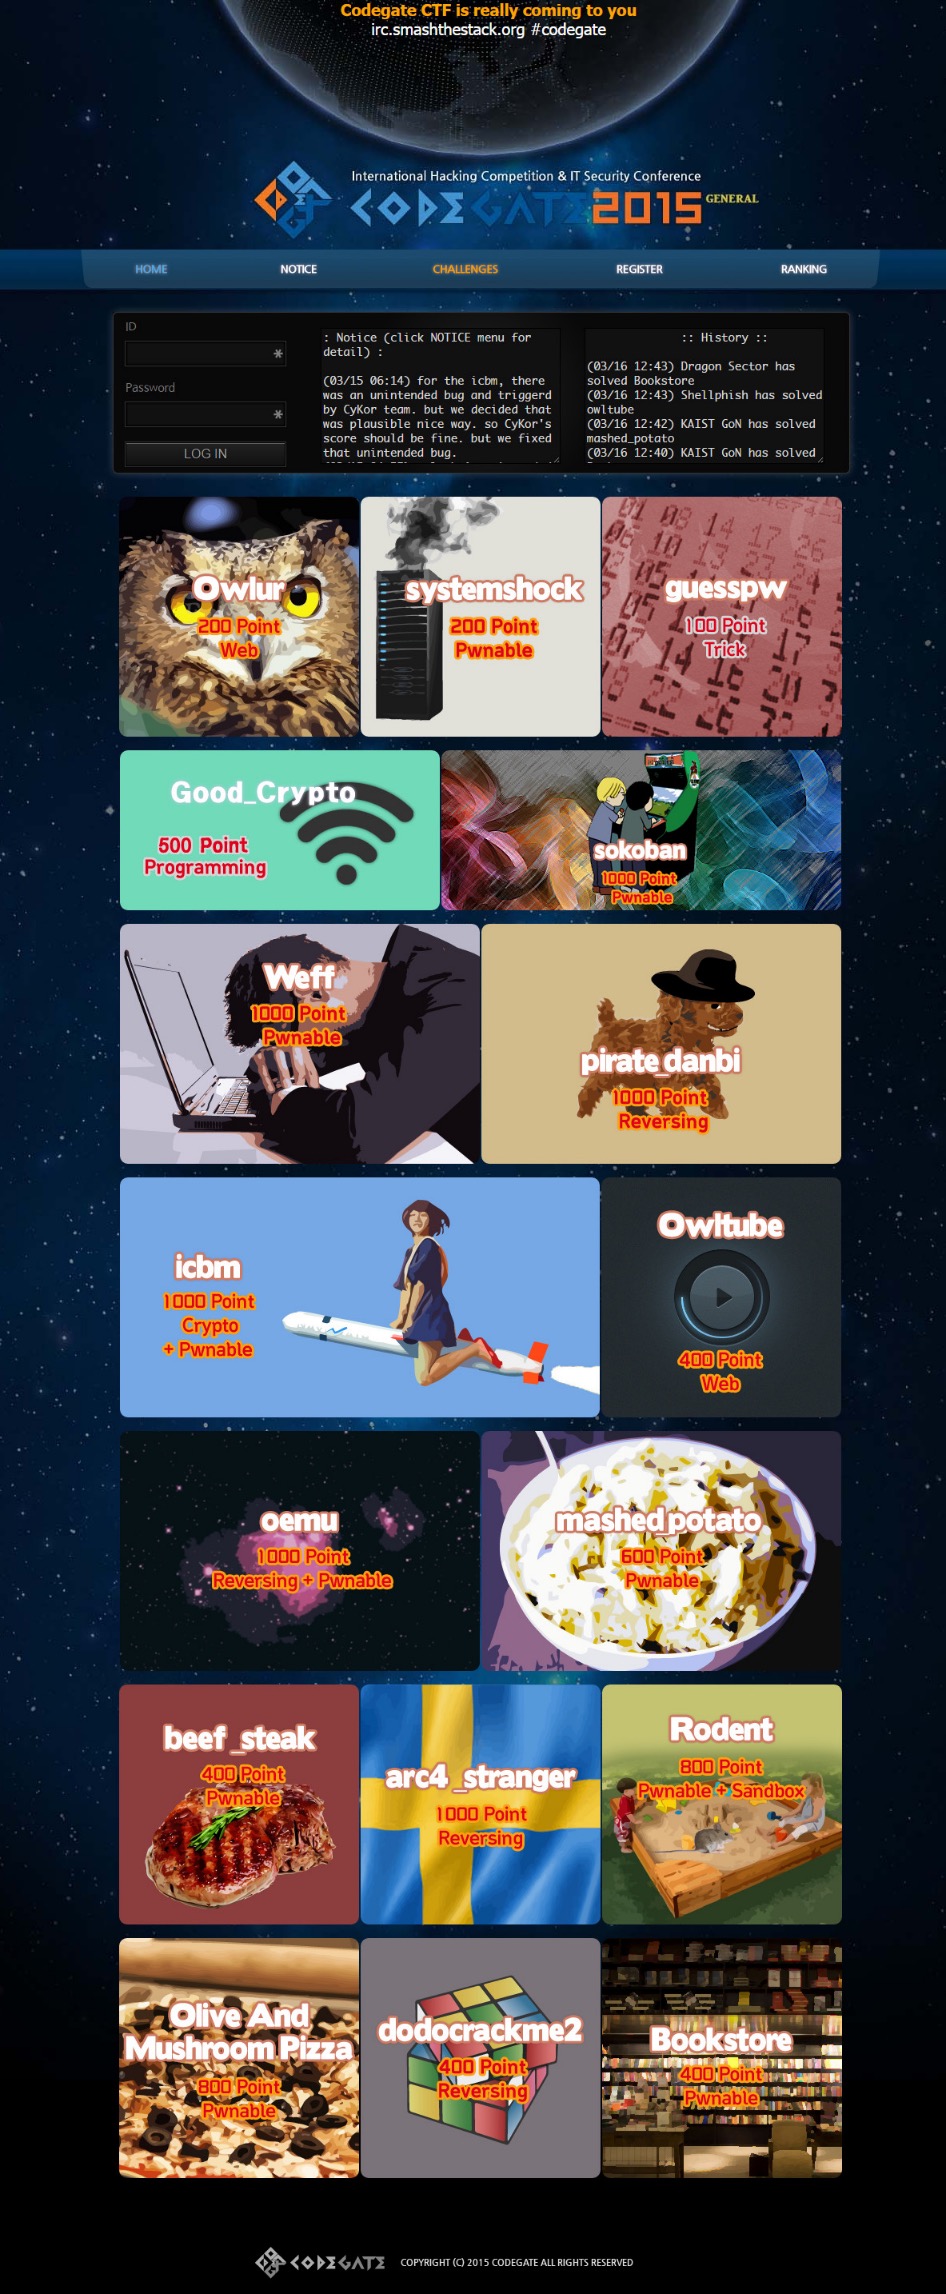 Codegate CTF is really coming to you
irc.smashthestack.org #codegate
International Hacking Competition & IT Security Conference
CODEGATE2015 GENERAL
HOME NOTICE CHALLENGES REGISTER RANKING
ID
*
Password
*
LOG IN
: Notice (click NOTICE menu for
detail) :
(03/15 06:14) for the icbm, there
was an unintended bug and triggerd
by CyKor team. but we decided that
was plausible nice way. so CyKor's
score should be fine. but we fixed
that unintended bug.
:: History ::
(03/16 12:43) Dragon Sector has
solved Bookstore
(03/16 12:43) Shellphish has solved
owltube
(03/16 12:42) KAIST GoN has solved
mashed_potato
(03/16 12:40) KAIST GoN has solved
Owlur
200 Point
Web
systemshock
200 Point
Pwnable
guesspw
100 Point
Trick
Good_Crypto
500 Point
Programming
sokoban
1000 Point
Pwnable
Weff
1000 Point
Pwnable
pirate_danbi
1000 Point
Reversing
icbm
1000 Point
Crypto
+ Pwnable
Owltube
400 Point
Web
oemu
1000 Point
Reversing + Pwnable
mashed_potato
600 Point
Pwnable
beef_steak
400 Point
Pwnable
arc4_stranger
1000 Point
Reversing
Rodent
800 Point
Pwnable + Sandbox
Olive And
Mushroom Pizza
800 Point
Pwnable
dodocrackme2
400 Point
Reversing
Bookstore
400 Point
Pwnable
CODEGATE COPYRIGHT (C) 2015 CODEGATE ALL RIGHTS RESERVED